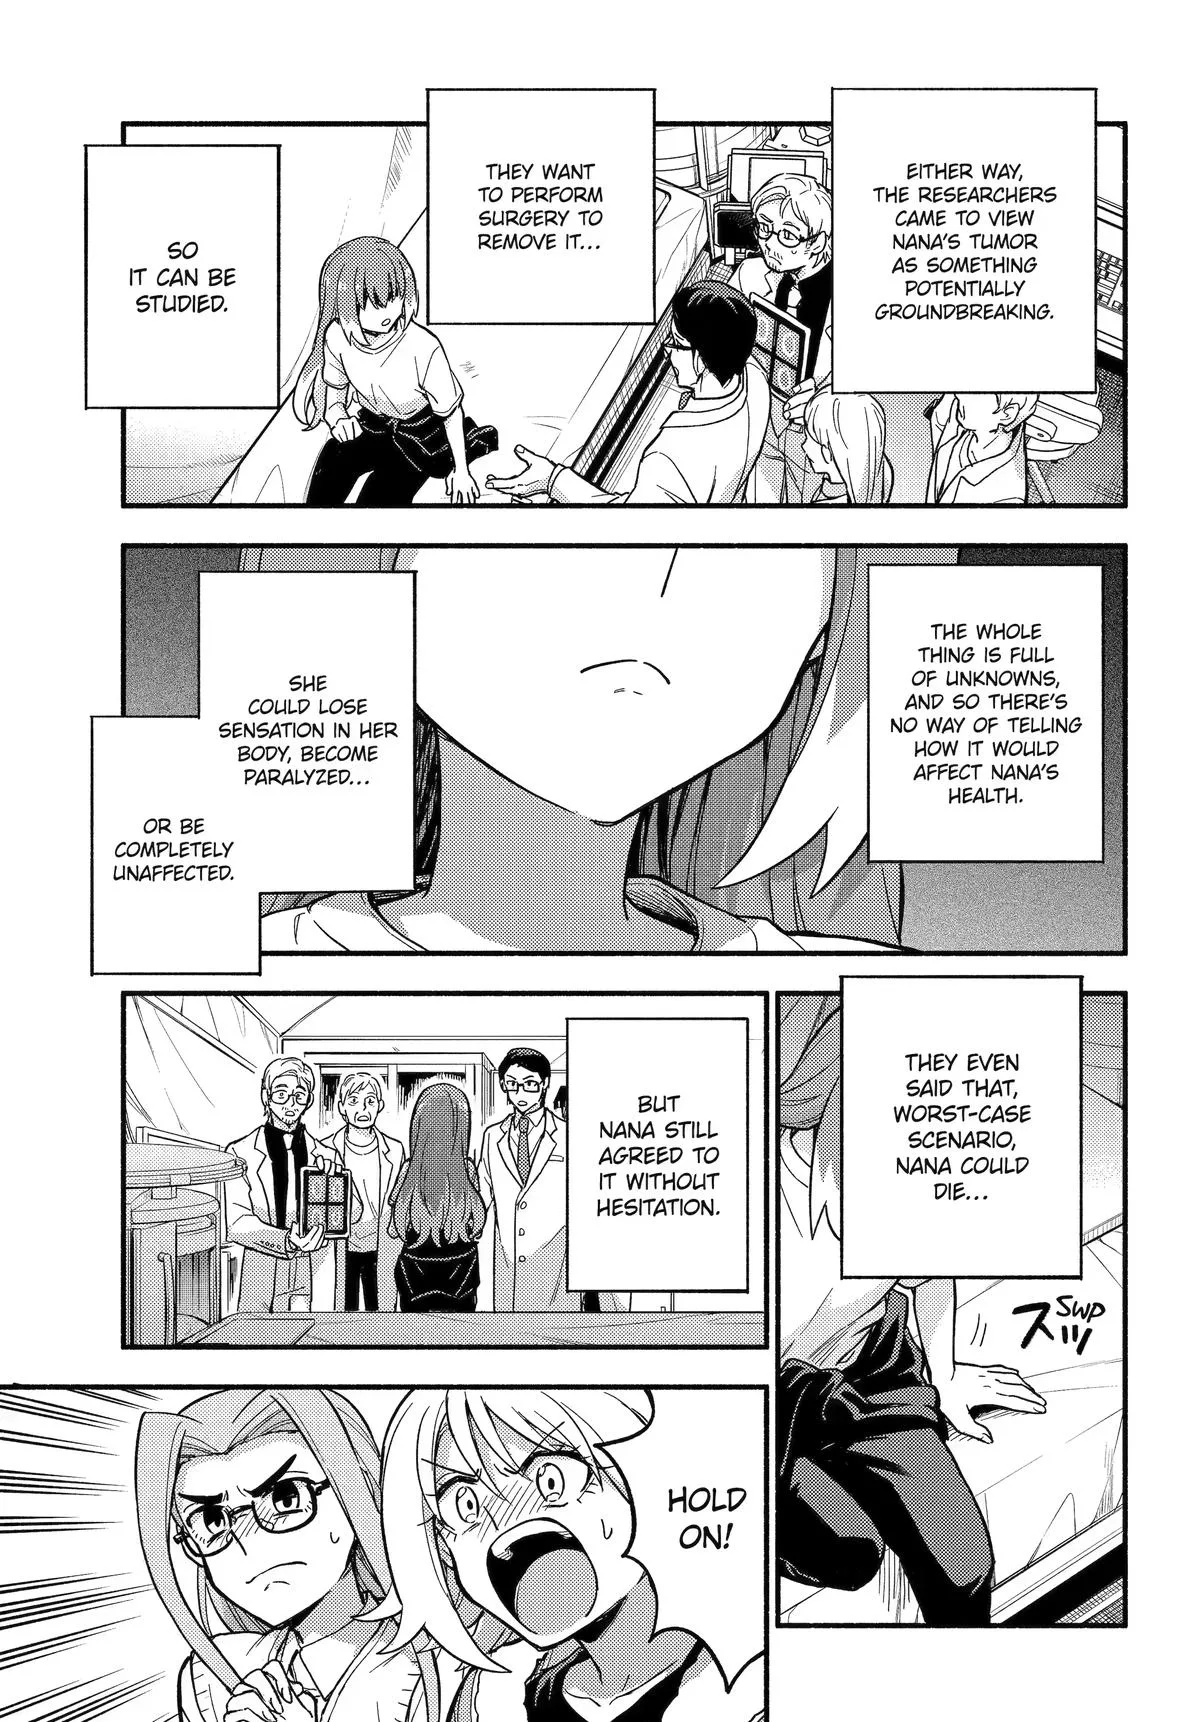 EITHER WAY,
THE RESEARCHERS
CAME TO VIEW
NANA'S TUMOR
AS SOMETHING
POTENTIALLY
GROUNDBREAKING.
THEY WANT
TO PERFORM
SURGERY TO
REMOVE IT...
SO
IT CAN BE
STUDIED.
THE WHOLE
THING IS FULL
OF UNKNOWNS,
AND SO THERE'S
NO WAY OF TELLING
HOW IT WOULD
AFFECT NANA'S
HEALTH.
SHE
COULD LOSE
SENSATION IN HER
BODY, BECOME
PARALYZED...
OR BE
COMPLETELY
UNAFFECTED.
THEY EVEN
SAID THAT,
WORST-CASE
SCENARIO,
NANA COULD
DIE...
SWP
スッ
BUT
NANA STILL
AGREED TO
IT WITHOUT
HESITATION.
HOLD
ON!